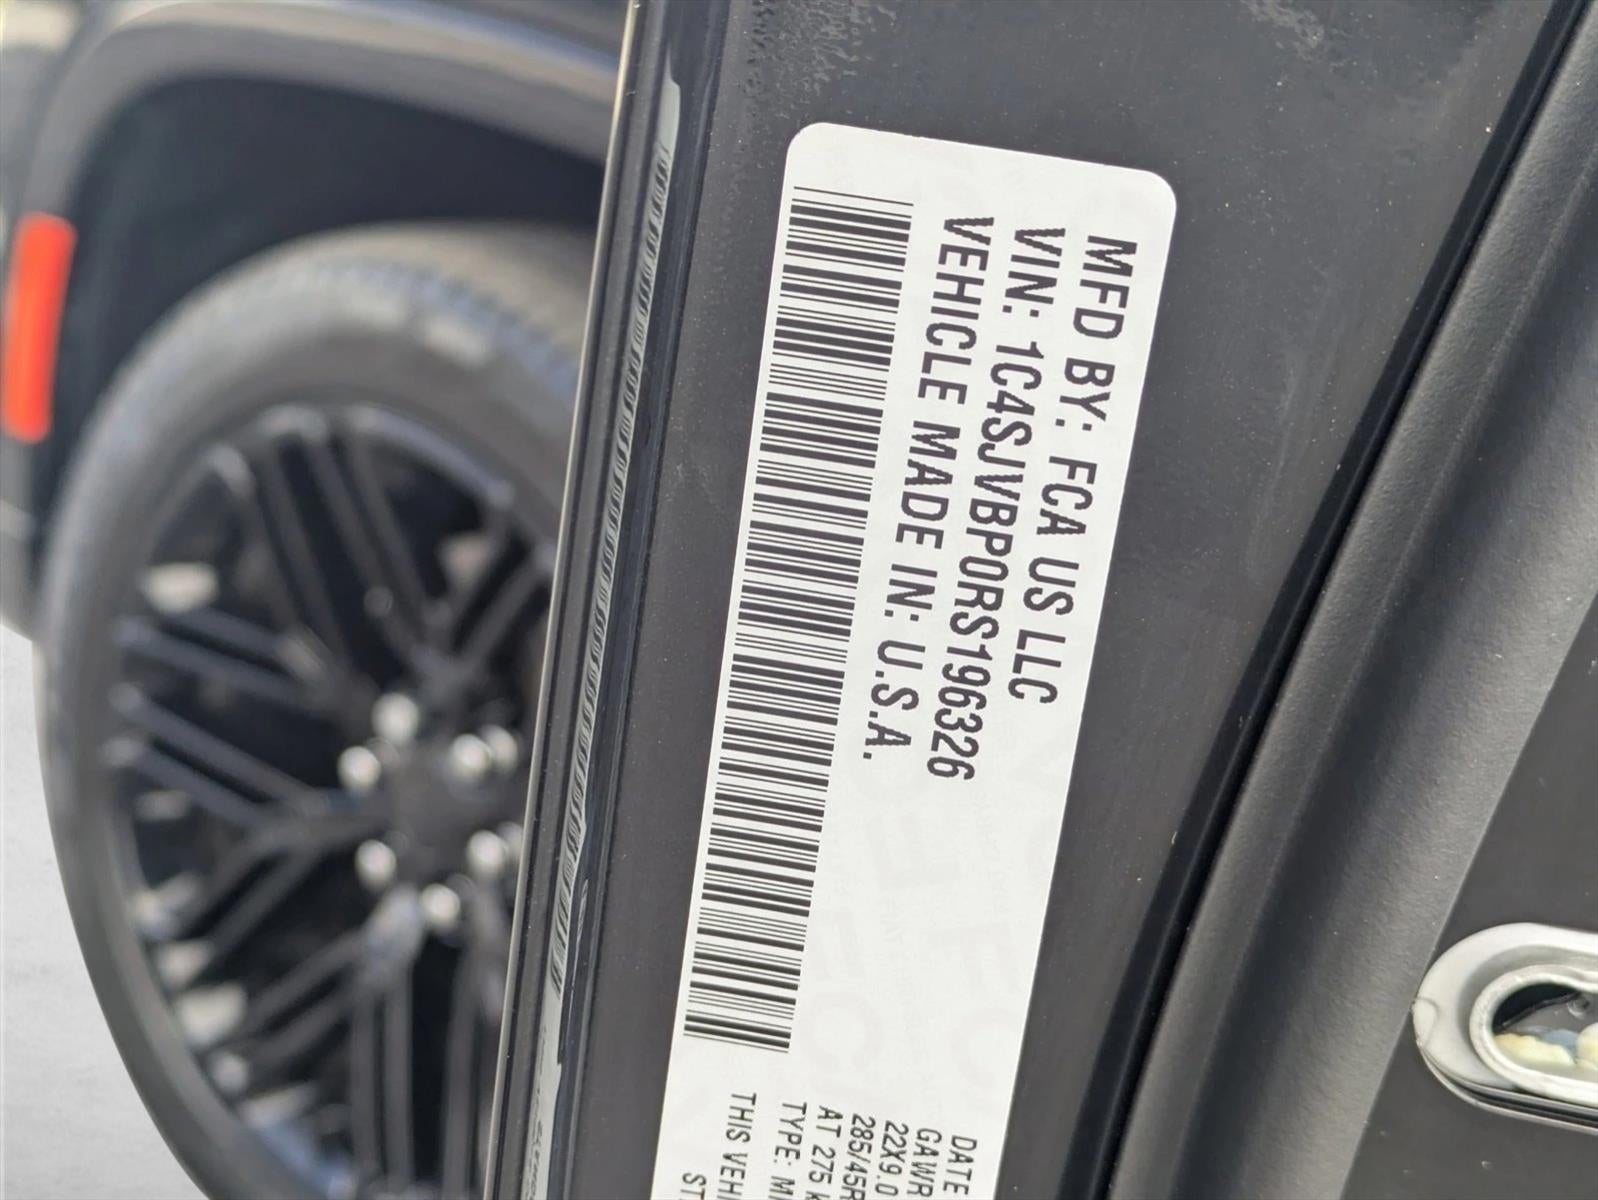 MFD BY: FCA US LLC
VIN: 1C4SJVBP0RS196326
VEHICLE MADE IN: U.S.A.
DATE
GAWR
22X9.0
285/45R
AT 275
TYPE:
THIS